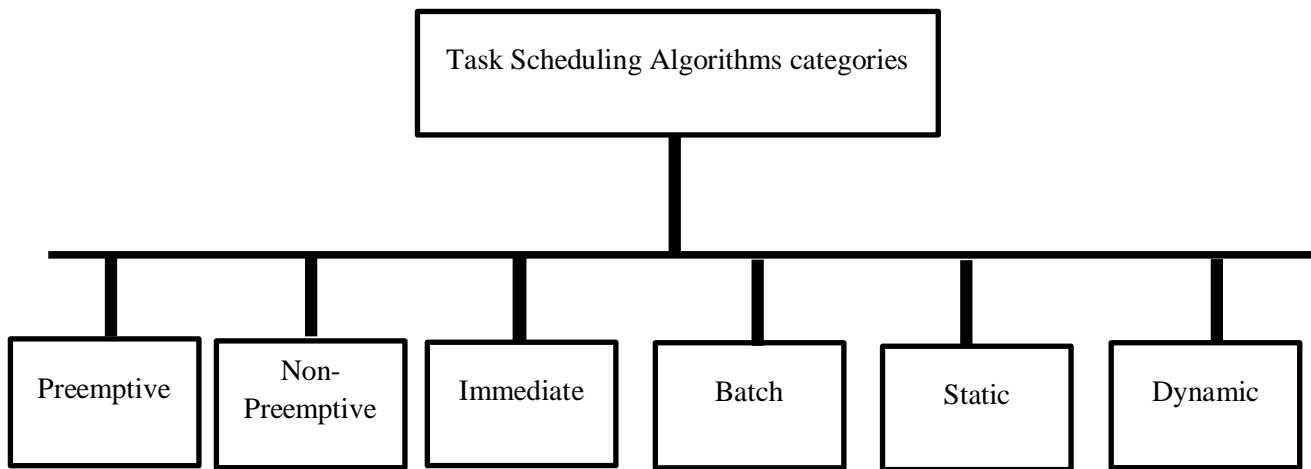 Task Scheduling Algorithms categories
Preemptive
Non-
Preemptive
Immediate
Batch
Static
Dynamic